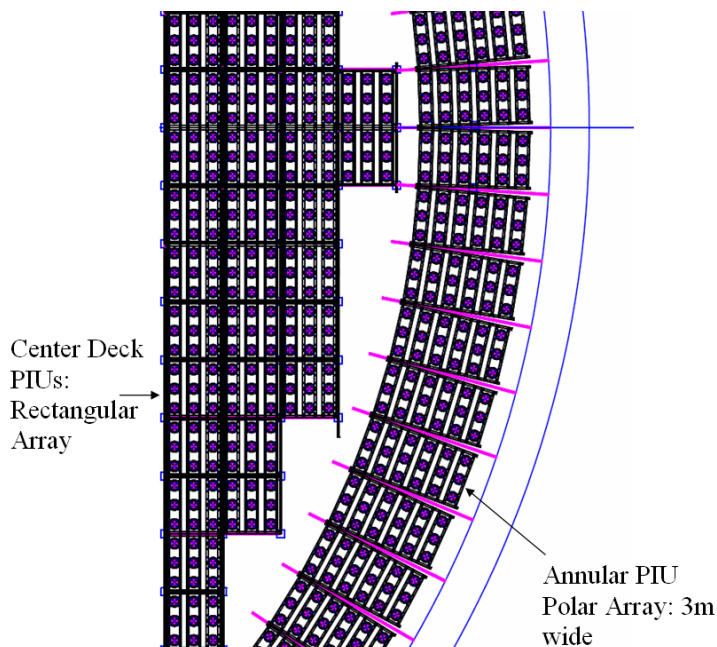 Center Deck
PIUs:
Rectangular
Array
Annular PIU
Polar Array: 3m
wide